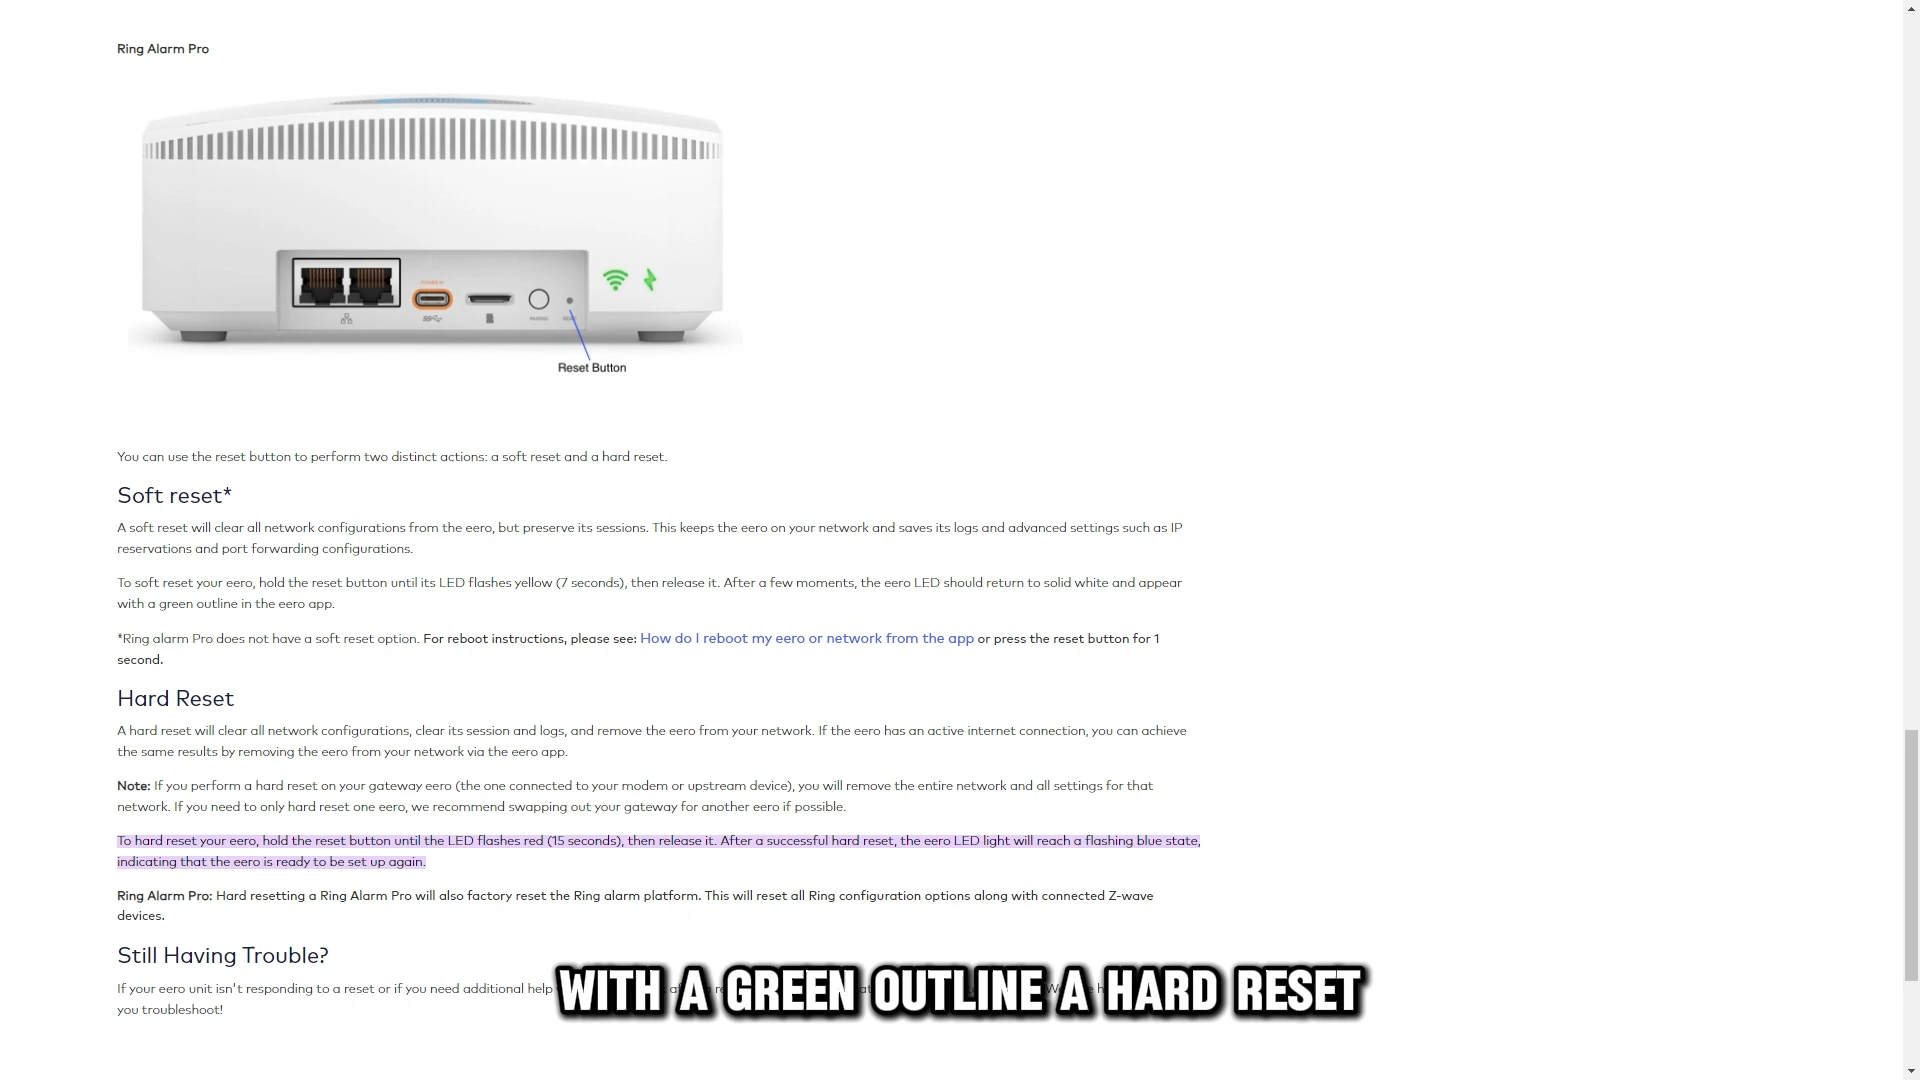 Ring Alarm Pro
Reset Button
You can use the reset button to perform two distinct actions: a soft reset and a hard reset.
Soft reset*
A soft reset will clear all network configurations from the eero, but preserve its sessions. This keeps the eero on your network and saves its logs and advanced settings such as IP
reservations and port forwarding configurations.
To soft reset your eero, hold the reset button until its LED flashes yellow (7 seconds), then release it. After a few moments, the eero LED should return to solid white and appear
with a green outline in the eero app.
*Ring alarm Pro does not have a soft reset option. For reboot instructions, please see: How do I reboot my eero or network from the app or press the reset button for 1
second.
Hard Reset
A hard reset will clear all network configurations, clear its session and logs, and remove the eero from your network. If the eero has an active internet connection, you can achieve
the same results by removing the eero from your network via the eero app.
Note: If you perform a hard reset on your gateway eero (the one connected to your modem or upstream device), you will remove the entire network and all settings for that
network. If you need to only hard reset one eero, we recommend swapping out your gateway for another eero if possible.
To hard reset your eero, hold the reset button until the LED flashes red (15 seconds), then release it. After a successful hard reset, the eero LED light will reach a flashing blue state,
indicating that the eero is ready to be set up again.
Ring Alarm Pro: Hard resetting a Ring Alarm Pro will also factory reset the Ring alarm platform. This will reset all Ring configuration options along with connected Z-wave
devices.
Still Having Trouble?
If your eero unit isn't responding to a reset or if you need additional help
WITH A GREEN OUTLINE A HARD RESET
you troubleshoot!